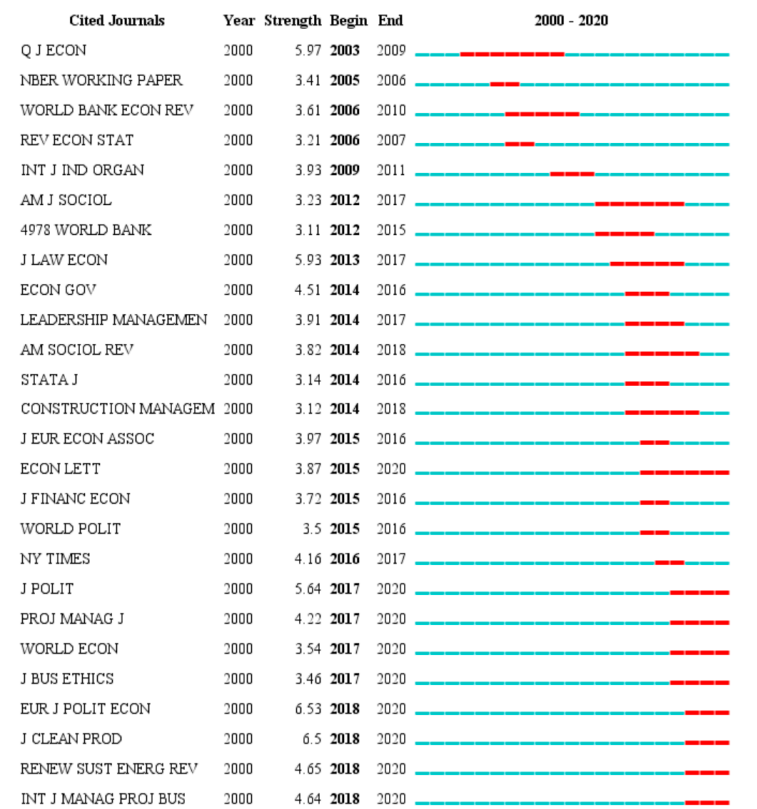 Cited Journals Year Strength Begin End 2000 - 2020
Q J ECON 2000 5.97 2003 2009
NBER WORKING PAPER 2000 3.41 2005 2006
WORLD BANK ECON REV 2000 3.61 2006 2010
REV ECON STAT 2000 3.21 2006 2007
INT J IND ORGAN 2000 3.93 2009 2011
AM J SOCIOL 2000 3.23 2012 2017
4978 WORLD BANK 2000 3.11 2012 2015
J LAW ECON 2000 5.93 2013 2017
ECON GOV 2000 4.51 2014 2016
LEADERSHIP MANAGEMEN 2000 3.91 2014 2017
AM SOCIOL REV 2000 3.82 2014 2018
STATA J 2000 3.14 2014 2016
CONSTRUCTION MANAGEM 2000 3.12 2014 2018
J EUR ECON ASSOC 2000 3.97 2015 2016
ECON LETT 2000 3.87 2015 2020
J FINANC ECON 2000 3.72 2015 2016
WORLD POLIT 2000 3.5 2015 2016
NY TIMES 2000 4.16 2016 2017
J POLIT 2000 5.64 2017 2020
PROJ MANAG J 2000 4.22 2017 2020
WORLD ECON 2000 3.54 2017 2020
J BUS ETHICS 2000 3.46 2017 2020
EUR J POLIT ECON 2000 6.53 2018 2020
J CLEAN PROD 2000 6.5 2018 2020
RENEW SUST ENERG REV 2000 4.65 2018 2020
INT J MANAG PROJ BUS 2000 4.64 2018 2020